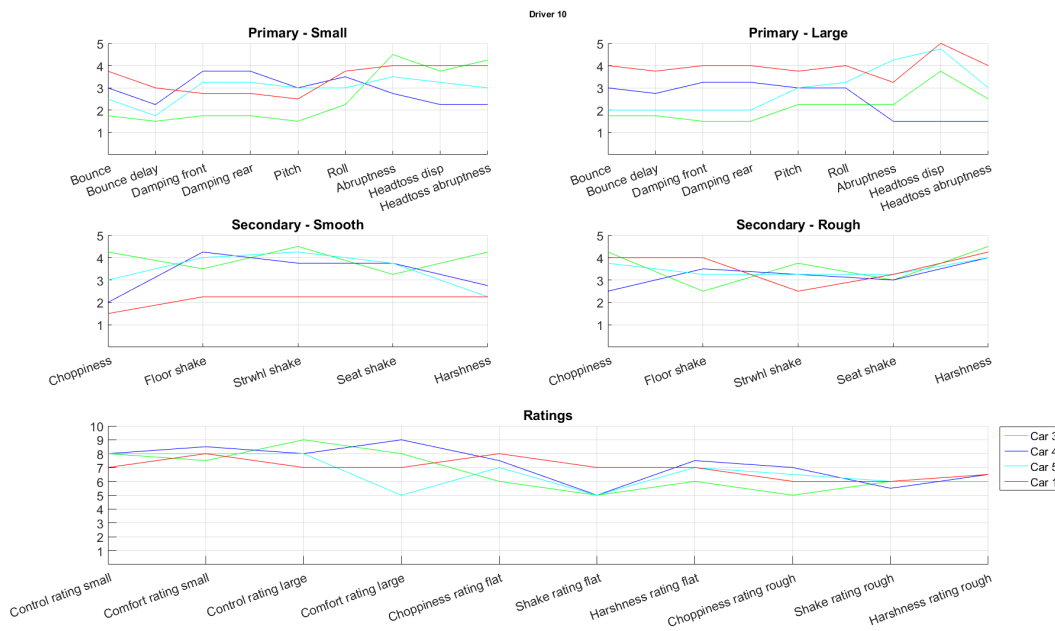 Driver 10
Primary - Small
5
4
3
2
1
Bounce
Bounce delay
Damping front
Damping rear
Pitch
Roll
Abruptness
Headtoss disp
Headtoss abruptness
Primary - Large
5
4
3
2
1
Bounce
Bounce delay
Damping front
Damping rear
Pitch
Roll
Abruptness
Headtoss disp
Headtoss abruptness
Secondary - Smooth
5
4
3
2
1
Choppiness
Floor shake
Strwhl shake
Seat shake
Harshness
Secondary - Rough
5
4
3
2
1
Choppiness
Floor shake
Strwhl shake
Seat shake
Harshness
Ratings
10
9
8
7
6
5
4
3
2
1
Control rating small
Comfort rating small
Control rating large
Comfort rating large
Choppiness rating flat
Shake rating flat
Harshness rating flat
Choppiness rating rough
Shake rating rough
Harshness rating rough
Car 3
Car 4
Car 5
Car 1